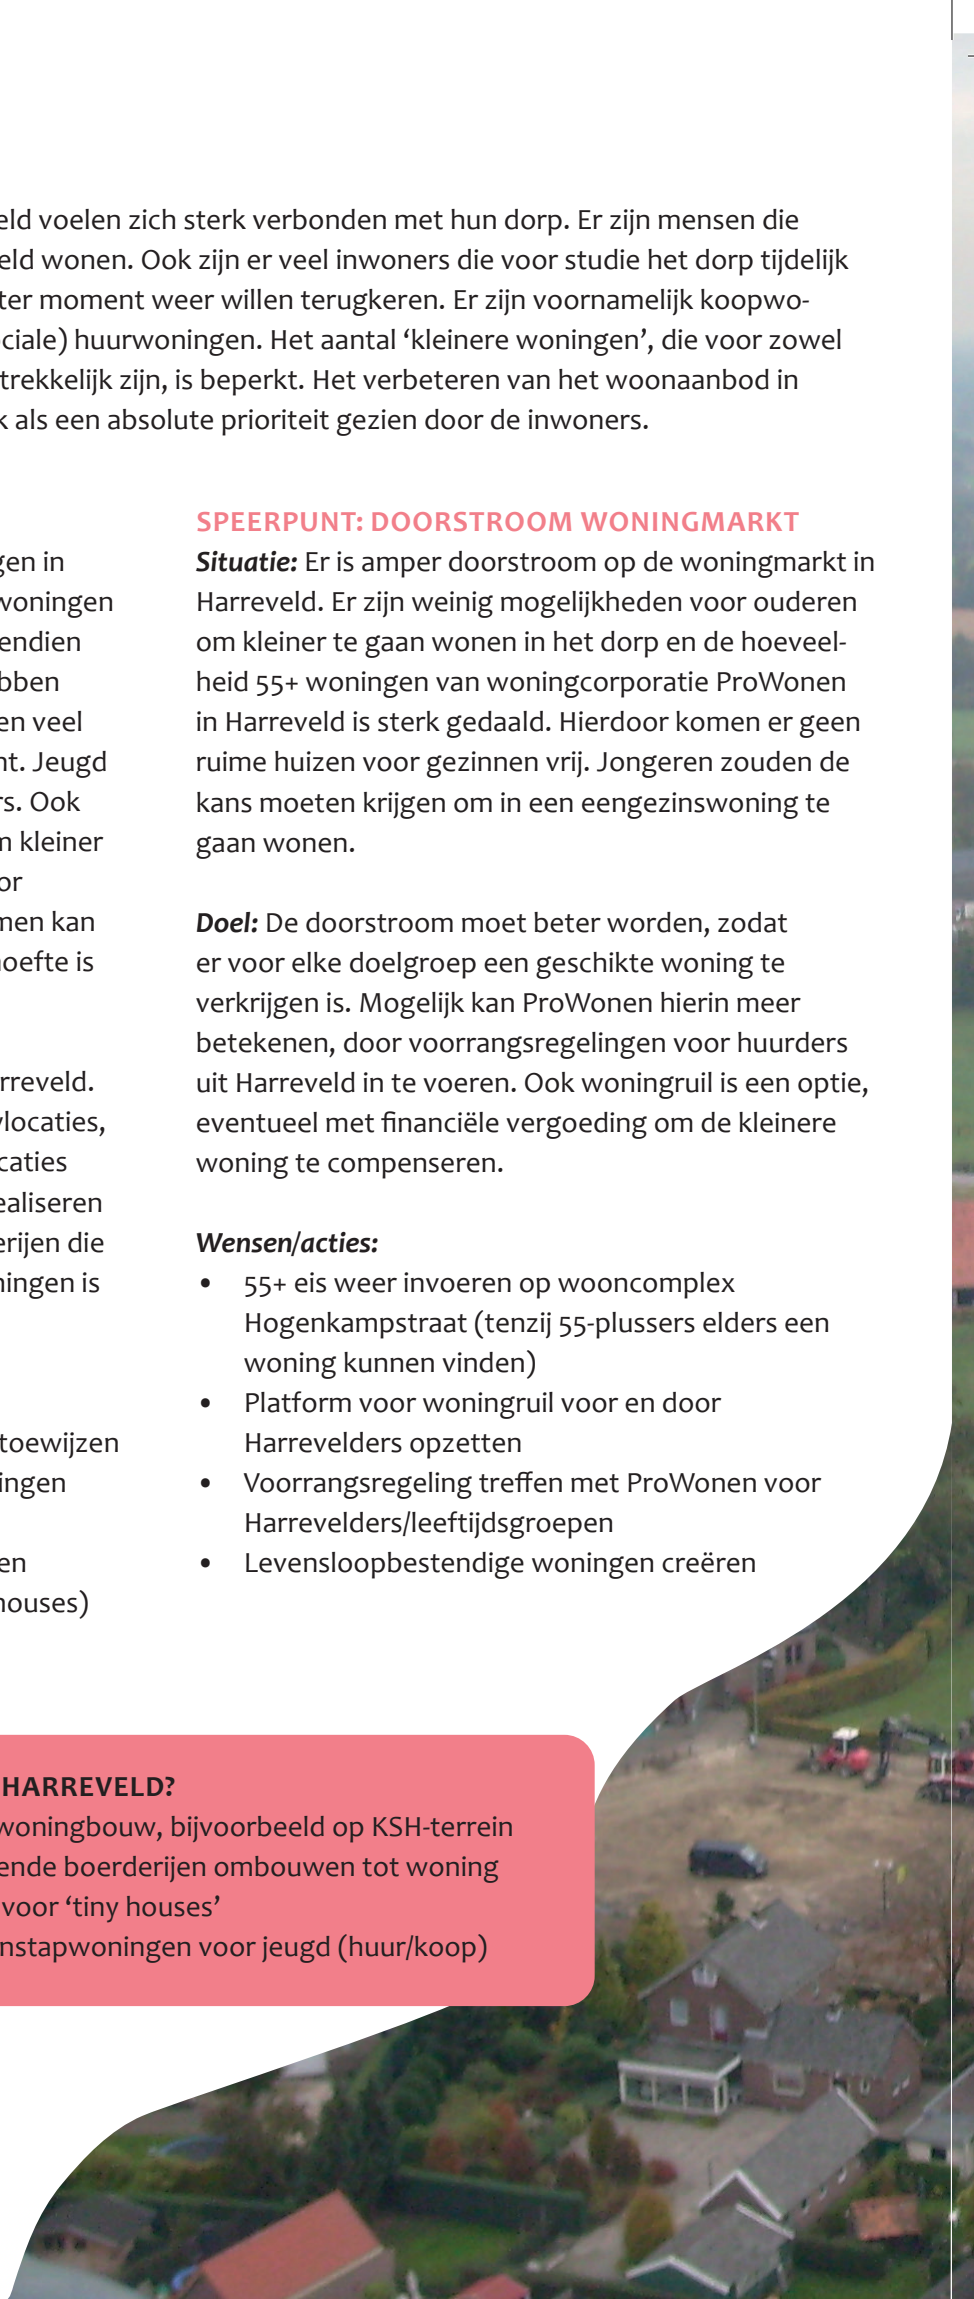 eld voelen zich sterk verbonden met hun dorp. Er zijn mensen die
eld wonen. Ook zijn er veel inwoners die voor studie het dorp tijdelijk
ter moment weer willen terugkeren. Er zijn voornamelijk koopwo-
ciale) huurwoningen. Het aantal ‘kleinere woningen’, die voor zowel
trekkelijk zijn, is beperkt. Het verbeteren van het woonaanbod in
k als een absolute prioriteit gezien door de inwoners.
gen in
woningen
endien
bben
en veel
nt. Jeugd
rs. Ook
m kleiner
or
men kan
hoefte is
rreveld.
vlocaties,
caties
ealiseren
erijen die
ningen is
toewijzen
ingen
en
houses)
SPEERPUNT: DOORSTROOM WONINGMARKT
Situatie: Er is amper doorstroom op de woningmarkt in
Harreveld. Er zijn weinig mogelijkheden voor ouderen
om kleiner te gaan wonen in het dorp en de hoeveel-
heid 55+ woningen van woningcorporatie ProWonen
in Harreveld is sterk gedaald. Hierdoor komen er geen
ruime huizen voor gezinnen vrij. Jongeren zouden de
kans moeten krijgen om in een eengezinswoning te
gaan wonen.
Doel: De doorstroom moet beter worden, zodat
er voor elke doelgroep een geschikte woning te
verkrijgen is. Mogelijk kan ProWonen hierin meer
betekenen, door voorrangsregelingen voor huurders
uit Harreveld in te voeren. Ook woningruil is een optie,
eventueel met financiële vergoeding om de kleinere
woning te compenseren.
Wensen/acties:
• 55+ eis weer invoeren op wooncomplex
Hogenkampstraat (tenzij 55-plussers elders een
woning kunnen vinden)
• Platform voor woningruil voor en door
Harrevelders opzetten
• Voorrangsregeling treffen met ProWonen voor
Harrevelders/leeftijdsgroepen
• Levensloopbestendige woningen creëren
HARREVELD?
woningbouw, bijvoorbeeld op KSH-terrein
ende boerderijen ombouwen tot woning
voor ‘tiny houses’
nstapwoningen voor jeugd (huur/koop)